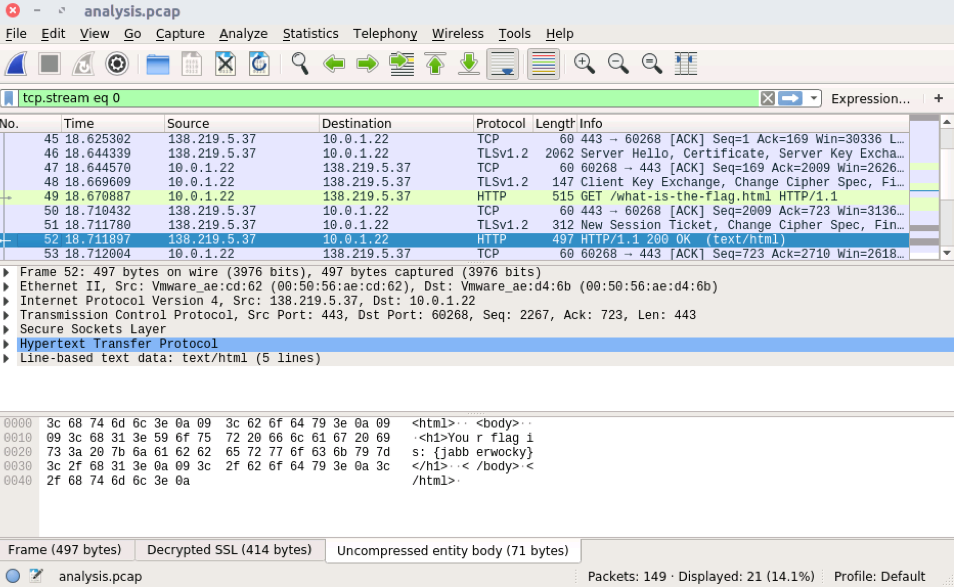 analysis.pcap
File Edit View Go Capture Analyze Statistics Telephony Wireless Tools Help
tcp.stream eq 0 Expression... +
No. Time Source Destination Protocol Length Info
45 18.625302 138.219.5.37 10.0.1.22 TCP 60 443 → 60268 [ACK] Seq=1 Ack=169 Win=30336 L…
46 18.644339 138.219.5.37 10.0.1.22 TLSv1.2 2062 Server Hello, Certificate, Server Key Excha…
47 18.644570 10.0.1.22 138.219.5.37 TCP 60 60268 → 443 [ACK] Seq=169 Ack=2009 Win=2626…
48 18.669609 10.0.1.22 138.219.5.37 TLSv1.2 147 Client Key Exchange, Change Cipher Spec, Fi…
49 18.670887 10.0.1.22 138.219.5.37 HTTP 515 GET /what-is-the-flag.html HTTP/1.1
50 18.710432 138.219.5.37 10.0.1.22 TCP 60 443 → 60268 [ACK] Seq=2009 Ack=723 Win=3136…
51 18.711780 138.219.5.37 10.0.1.22 TLSv1.2 312 New Session Ticket, Change Cipher Spec, Fin…
52 18.711897 138.219.5.37 10.0.1.22 HTTP 497 HTTP/1.1 200 OK (text/html)
53 18.712004 10.0.1.22 138.219.5.37 TCP 60 60268 → 443 [ACK] Seq=723 Ack=2710 Win=2618…
Frame 52: 497 bytes on wire (3976 bits), 497 bytes captured (3976 bits)
Ethernet II, Src: Vmware_ae:cd:62 (00:50:56:ae:cd:62), Dst: Vmware_ae:d4:6b (00:50:56:ae:d4:6b)
Internet Protocol Version 4, Src: 138.219.5.37, Dst: 10.0.1.22
Transmission Control Protocol, Src Port: 443, Dst Port: 60268, Seq: 2267, Ack: 723, Len: 443
Secure Sockets Layer
Hypertext Transfer Protocol
Line-based text data: text/html (5 lines)
0000 3c 68 74 6d 6c 3e 0a 09 3c 62 6f 64 79 3e 0a 09 <html>·· <body>··
0010 09 3c 68 31 3e 59 6f 75 72 20 66 6c 61 67 20 69 ·<h1>You r flag i
0020 73 3a 20 7b 6a 61 62 62 65 72 77 6f 63 6b 79 7d s: {jabb erwocky}
0030 3c 2f 68 31 3e 0a 09 3c 2f 62 6f 64 79 3e 0a 3c </h1>··< /body>·<
0040 2f 68 74 6d 6c 3e 0a /html>·
Frame (497 bytes) Decrypted SSL (414 bytes) Uncompressed entity body (71 bytes)
analysis.pcap Packets: 149 · Displayed: 21 (14.1%) Profile: Default